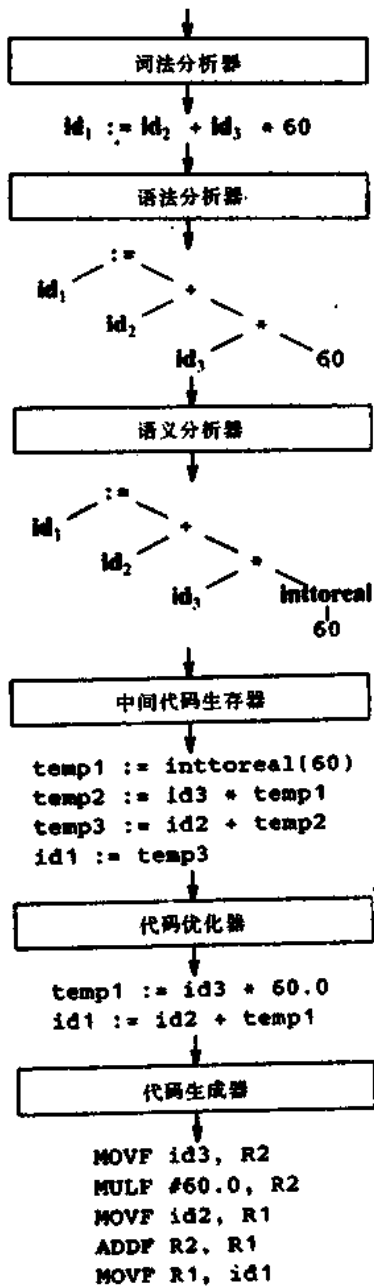 词法分析器
id₁ := id₂ + id₃ * 60
语法分析器
:=
id₁ +
id₂ *
id₃ 60
语义分析器
:=
id₁ +
id₂ *
id₃ inttoreal
60
中间代码生存器
temp1 := inttoreal(60)
temp2 := id3 * temp1
temp3 := id2 + temp2
id1 := temp3
代码优化器
temp1 := id3 * 60.0
id1 := id2 + temp1
代码生成器
MOVF id3, R2
MULF #60.0, R2
MOVF id2, R1
ADDF R2, R1
MOVF R1, id1